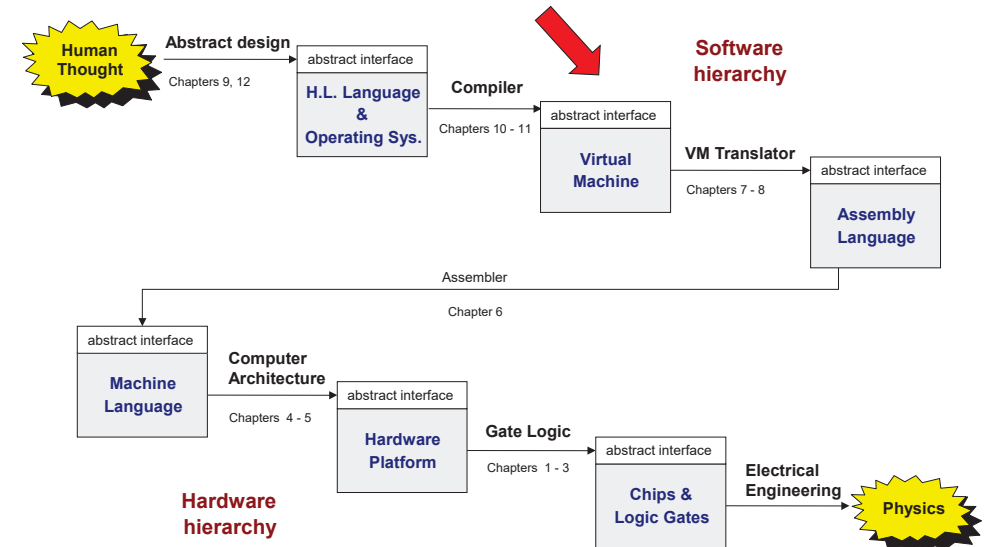 Human
Thought
Abstract design
Chapters 9, 12
abstract interface
H.L. Language
&
Operating Sys.
Compiler
Chapters 10 - 11
Software
hierarchy
abstract interface
Virtual
Machine
VM Translator
Chapters 7 - 8
abstract interface
Assembly
Language
Assembler
Chapter 6
abstract interface
Machine
Language
Computer
Architecture
Chapters 4 - 5
abstract interface
Hardware
Platform
Gate Logic
Chapters 1 - 3
abstract interface
Chips &
Logic Gates
Electrical
Engineering
Physics
Hardware
hierarchy